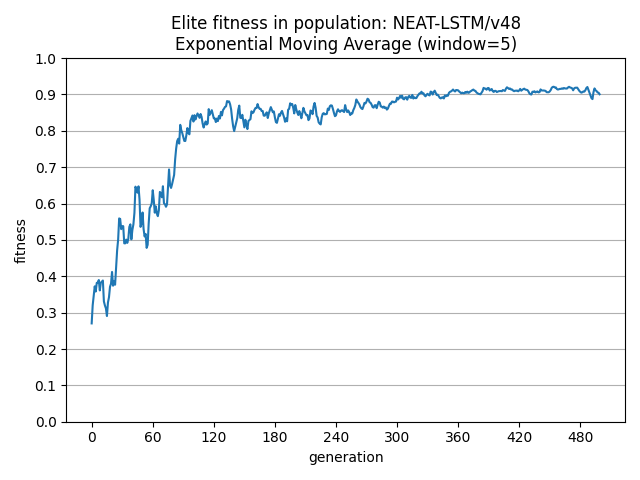 Elite fitness in population: NEAT-LSTM/v48
Exponential Moving Average (window=5)
1.0
0.9
0.8
0.7
0.6
0.5
0.4
0.3
0.2
0.1
0.0
fitness
0 60 120 180 240 300 360 420 480
generation